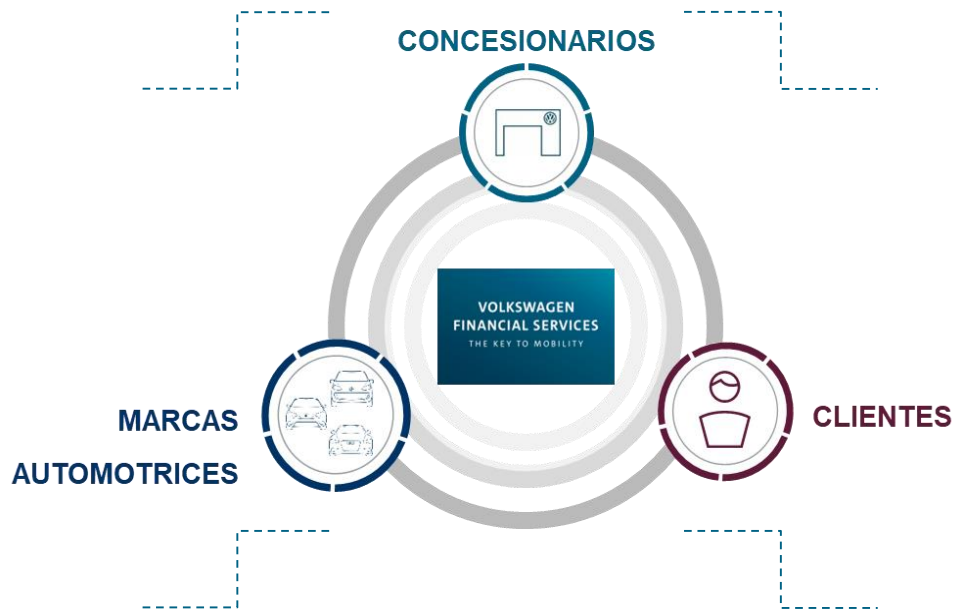 CONCESIONARIOS
VOLKSWAGEN
FINANCIAL SERVICES
THE KEY TO MOBILITY
MARCAS
AUTOMOTRICES
CLIENTES